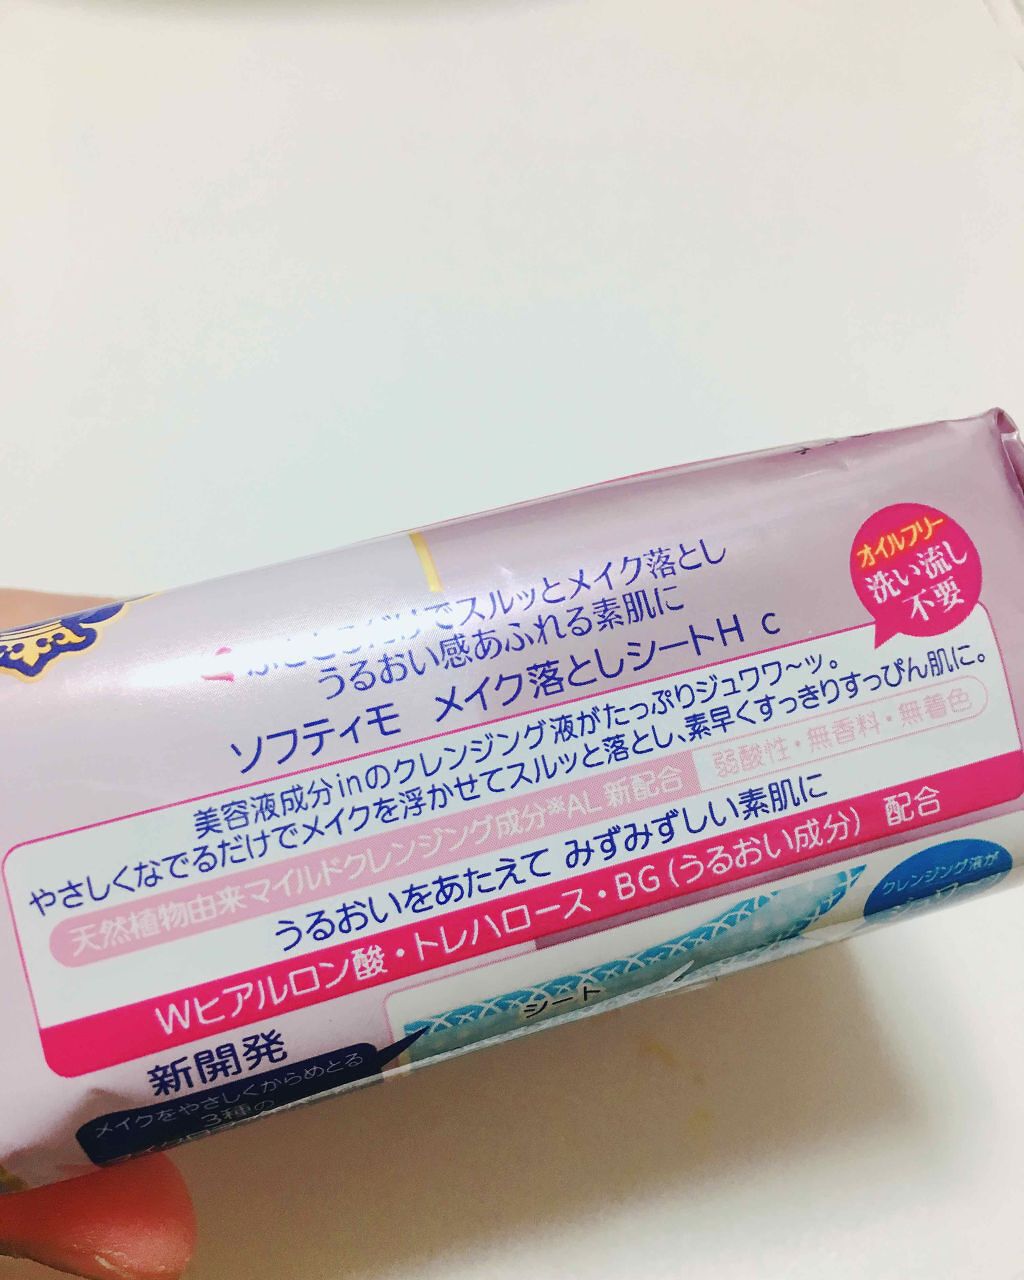 オイルフリー
洗い流し
不要
ふきとるだけでスルッとメイク落とし
うるおい感あふれる素肌に
ソフティモ メイク落としシートH c
美容液成分inのクレンジング液がたっぷりジュワワ～ッ。
やさしくなでるだけでメイクを浮かせてスルッと落とし、素早くすっきりすっぴん肌に。
天然植物由来マイルドクレンジング成分※AL 新配合 弱酸性・無香料・無着色
うるおいをあたえて みずみずしい素肌に
Wヒアルロン酸・トレハロース・BG（うるおい成分） 配合
クレンジング液が
シート
新開発
メイクをやさしくからめとる
3種の